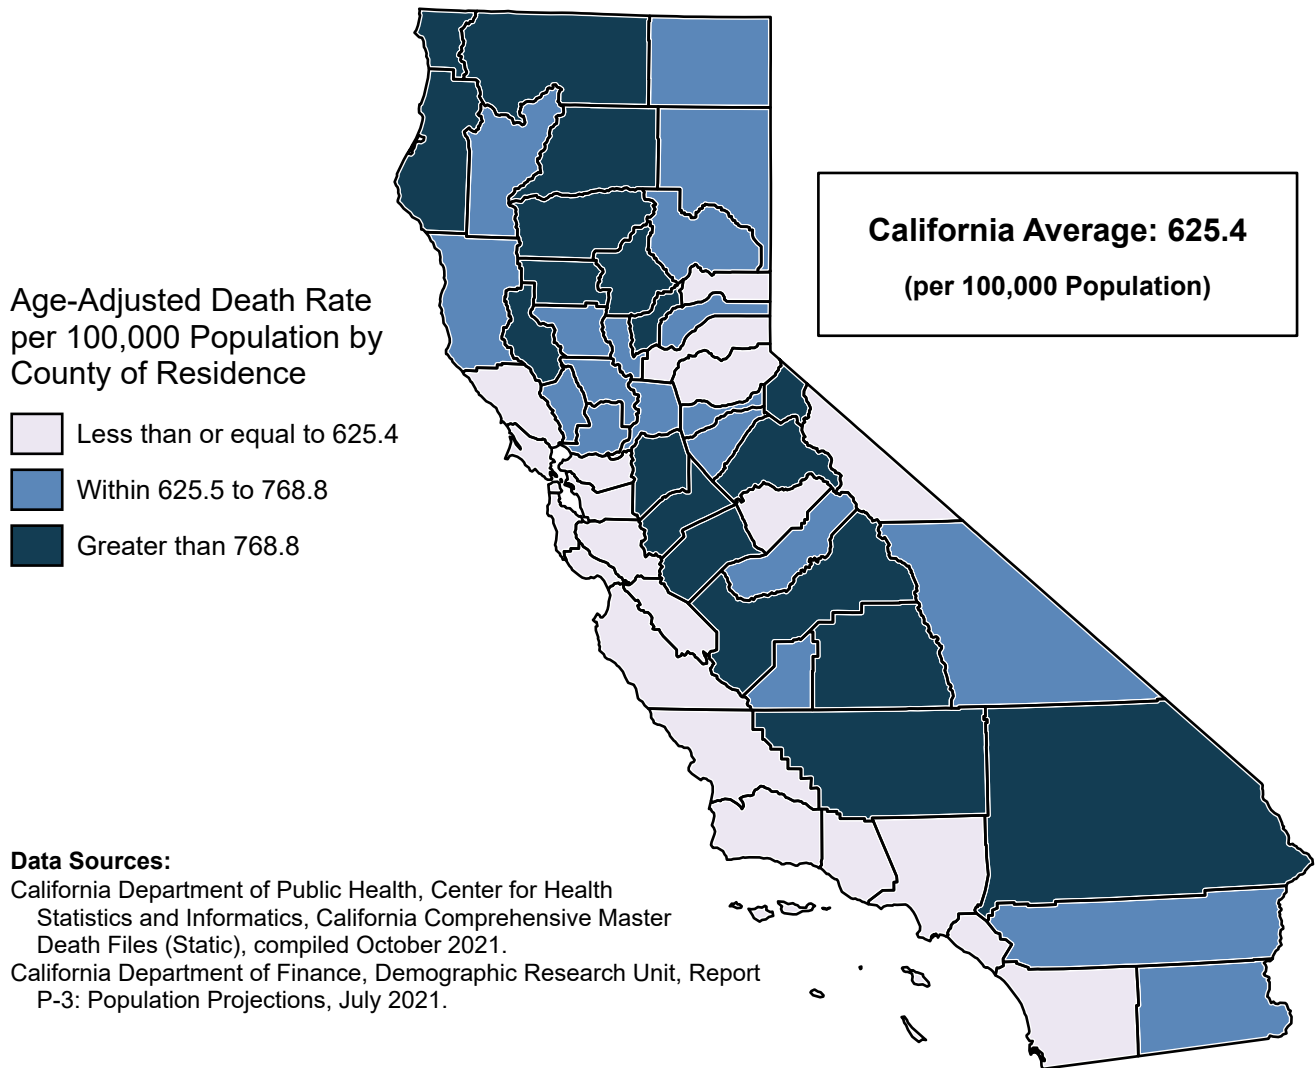 California Average: 625.4
(per 100,000 Population)
Age-Adjusted Death Rate
per 100,000 Population by
County of Residence
Less than or equal to 625.4
Within 625.5 to 768.8
Greater than 768.8
Data Sources:
California Department of Public Health, Center for Health
Statistics and Informatics, California Comprehensive Master
Death Files (Static), compiled October 2021.
California Department of Finance, Demographic Research Unit, Report
P-3: Population Projections, July 2021.